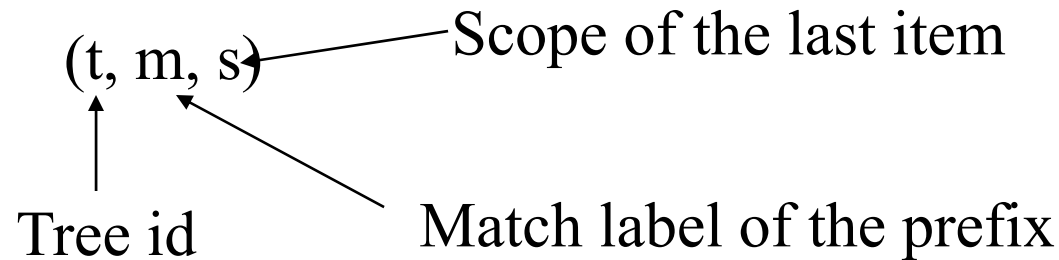 Scope of the last item
(t, m, s)
Tree id
Match label of the prefix